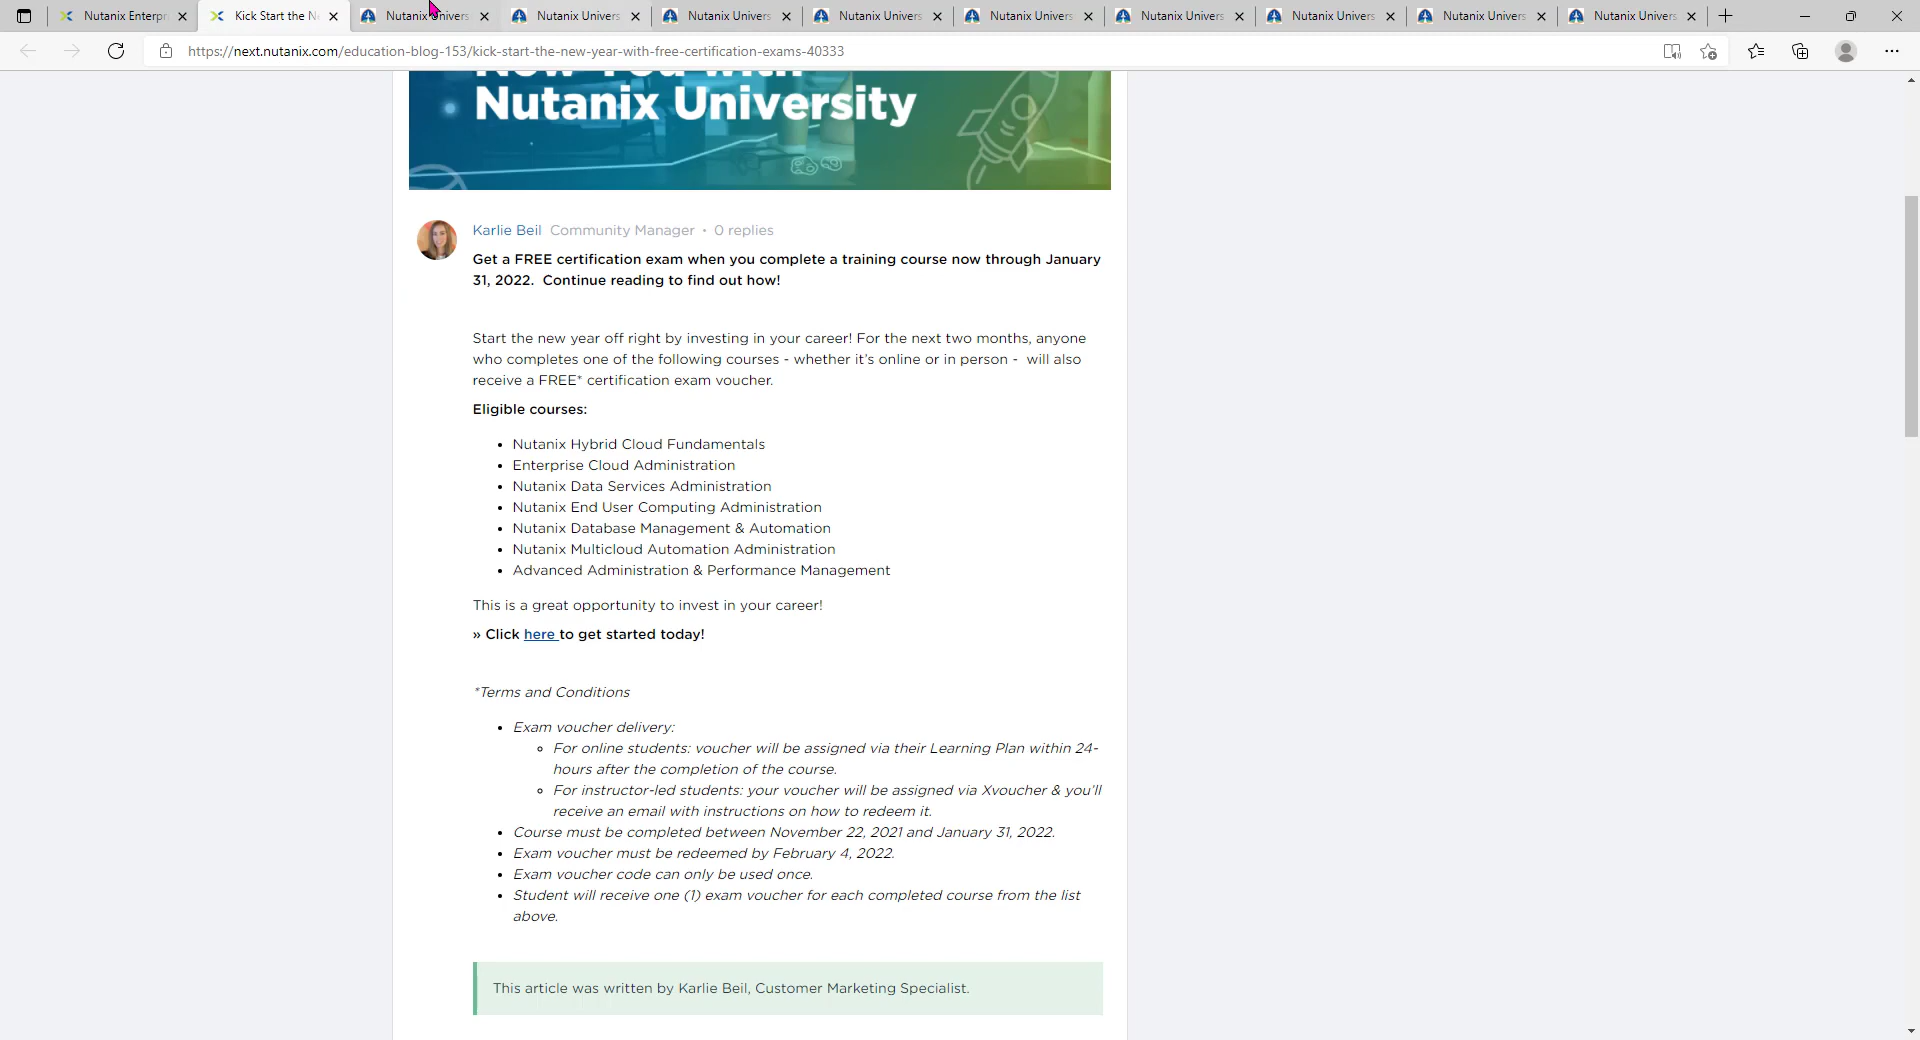 Nutanix Enterpr
Kick Start the N
Nutanix Univers
Nutanix Univers
Nutanix Univers
Nutanix Univers
Nutanix Univers
Nutanix Univers
Nutanix Univers
Nutanix Univers
Nutanix Univers
https://next.nutanix.com/education-blog-153/kick-start-the-new-year-with-free-certification-exams-40333
New You with
Nutanix University
Karlie Beil Community Manager • 0 replies
Get a FREE certification exam when you complete a training course now through January
31, 2022. Continue reading to find out how!
Start the new year off right by investing in your career! For the next two months, anyone
who completes one of the following courses - whether it's online or in person - will also
receive a FREE* certification exam voucher.
Eligible courses:
• Nutanix Hybrid Cloud Fundamentals
• Enterprise Cloud Administration
• Nutanix Data Services Administration
• Nutanix End User Computing Administration
• Nutanix Database Management & Automation
• Nutanix Multicloud Automation Administration
• Advanced Administration & Performance Management
This is a great opportunity to invest in your career!
» Click here to get started today!
*Terms and Conditions
• Exam voucher delivery:
◦ For online students: voucher will be assigned via their Learning Plan within 24-
hours after the completion of the course.
◦ For instructor-led students: your voucher will be assigned via Xvoucher & you'll
receive an email with instructions on how to redeem it.
• Course must be completed between November 22, 2021 and January 31, 2022.
• Exam voucher must be redeemed by February 4, 2022.
• Exam voucher code can only be used once.
• Student will receive one (1) exam voucher for each completed course from the list
above.
This article was written by Karlie Beil, Customer Marketing Specialist.